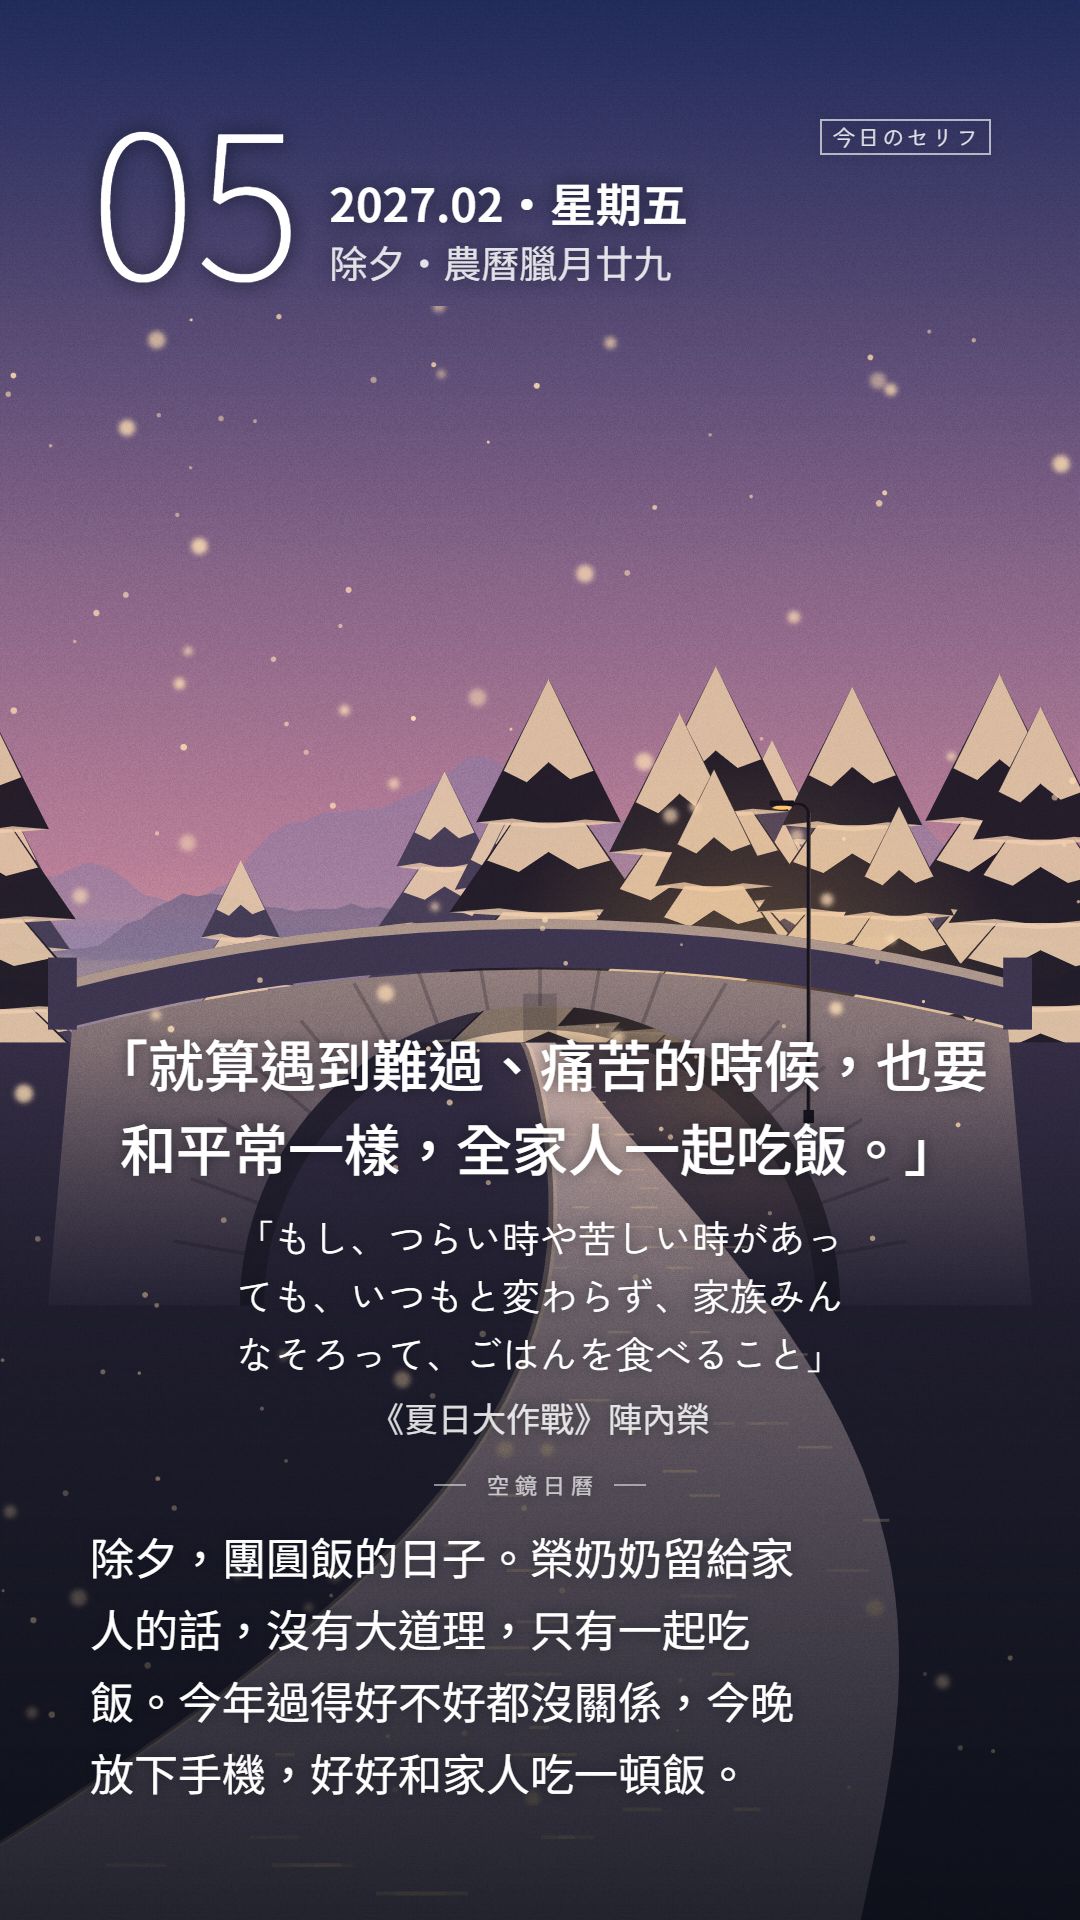 05
今日のセリフ
2027.02・星期五
除夕・農曆臘月廿九
「就算遇到難過、痛苦的時候，也要
和平常一樣，全家人一起吃飯。」
「もし、つらい時や苦しい時があっ
ても、いつもと変わらず、家族みん
なそろって、ごはんを食べること」
《夏日大作戰》陣內榮
空鏡日曆
除夕，團圓飯的日子。榮奶奶留給家
人的話，沒有大道理，只有一起吃
飯。今年過得好不好都沒關係，今晚
放下手機，好好和家人吃一頓飯。